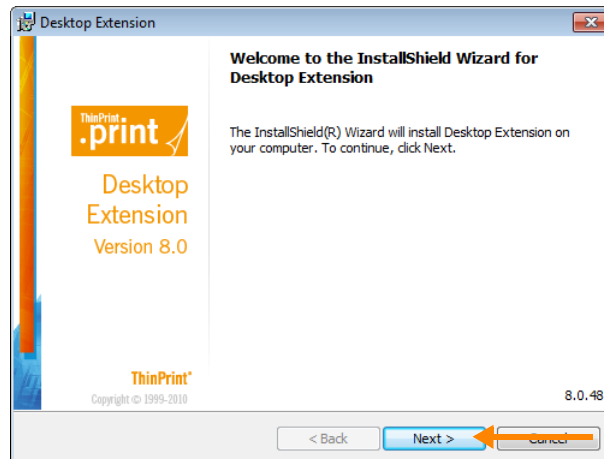 Desktop Extension
Welcome to the InstallShield Wizard for
Desktop Extension
ThinPrint
.print
The InstallShield(R) Wizard will install Desktop Extension on
your computer. To continue, click Next.
Desktop
Extension
Version 8.0
ThinPrint®
Copyright © 1999-2010
8.0.48
< Back
Next >
Cancel